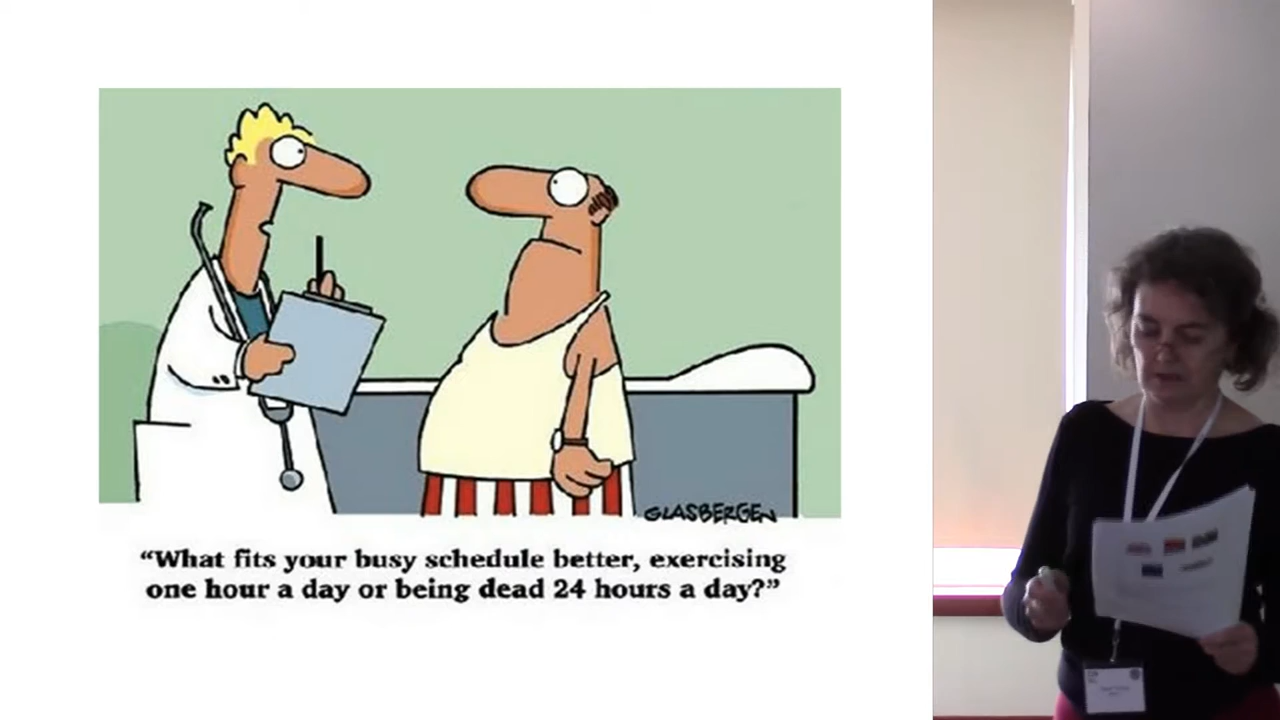 GLASBERGEN
“What fits your busy schedule better, exercising
one hour a day or being dead 24 hours a day?”